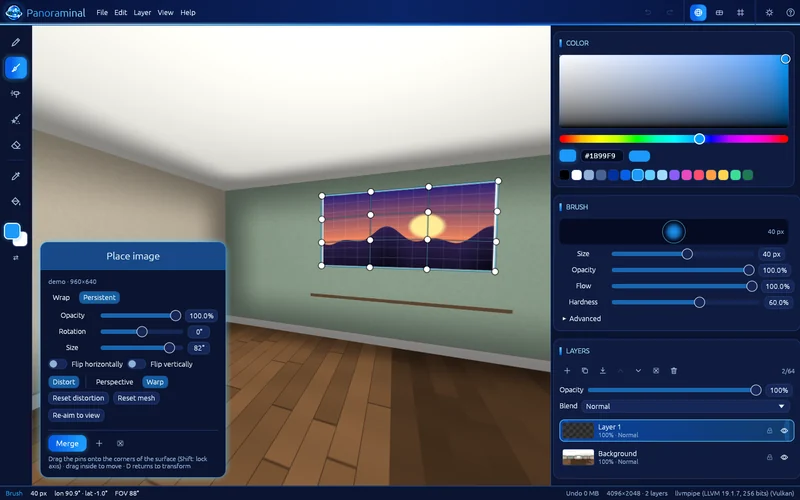 Panoraminal File Edit Layer View Help
COLOR
#1B99F9
BRUSH
40 px
Size 40 px
Opacity 100.0%
Flow 100.0%
Hardness 60.0%
Advanced
LAYERS
2/64
Opacity 100%
Blend Normal
Layer 1
100% · Normal
Background
100% · Normal
Place image
demo · 960×640
Wrap Persistent
Opacity 100.0%
Rotation 0°
Size 82°
Flip horizontally Flip vertically
Distort Perspective Warp
Reset distortion Reset mesh
Re-aim to view
Merge
Drag the pins onto the corners of the surface (Shift: lock
axis) · drag inside to move · D returns to transform
Brush 40 px lon 90.9° · lat -1.0° FOV 88° Undo 0 MB 4096×2048 · 2 layers llvmpipe (LLVM 19.1.7, 256 bits) (Vulkan)